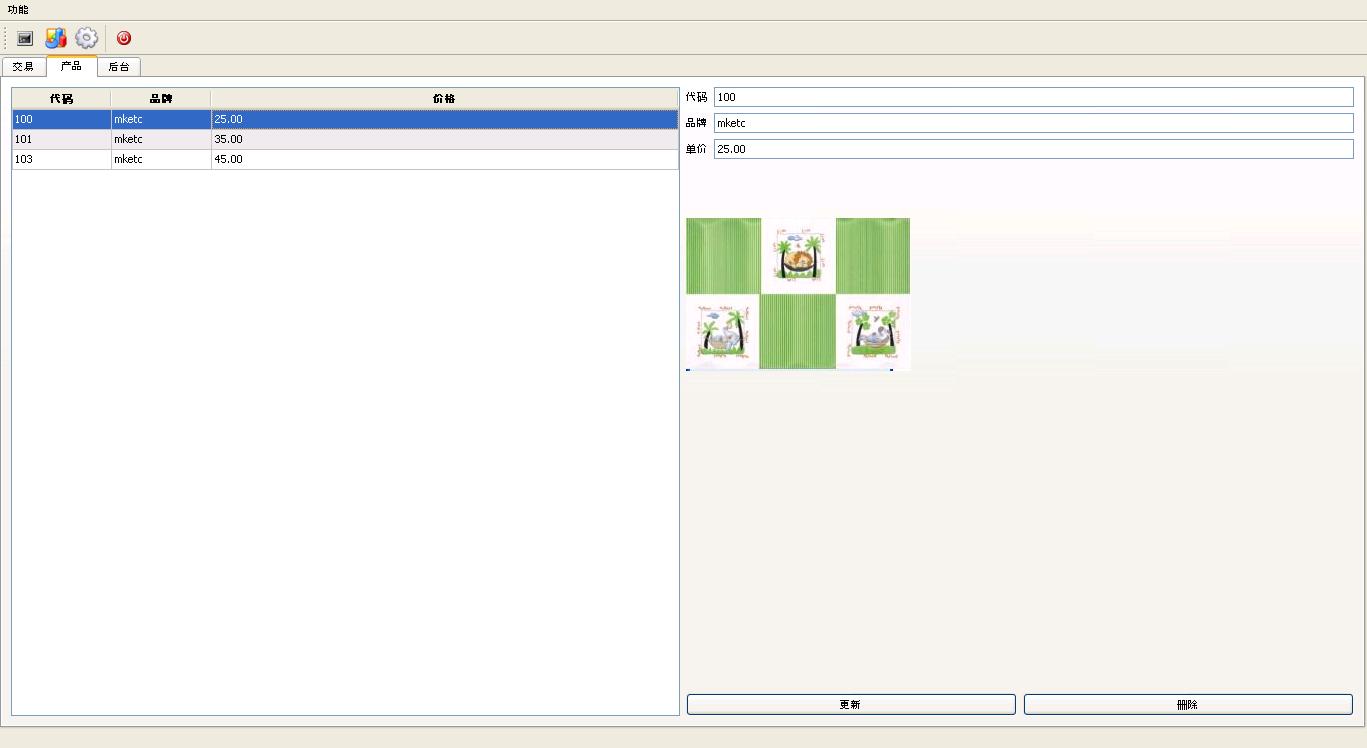 功能
交易 产品 后台
代码 品牌 价格
100 mketc 25.00
101 mketc 35.00
103 mketc 45.00
代码 100
品牌 mketc
单价 25.00
更新 删除